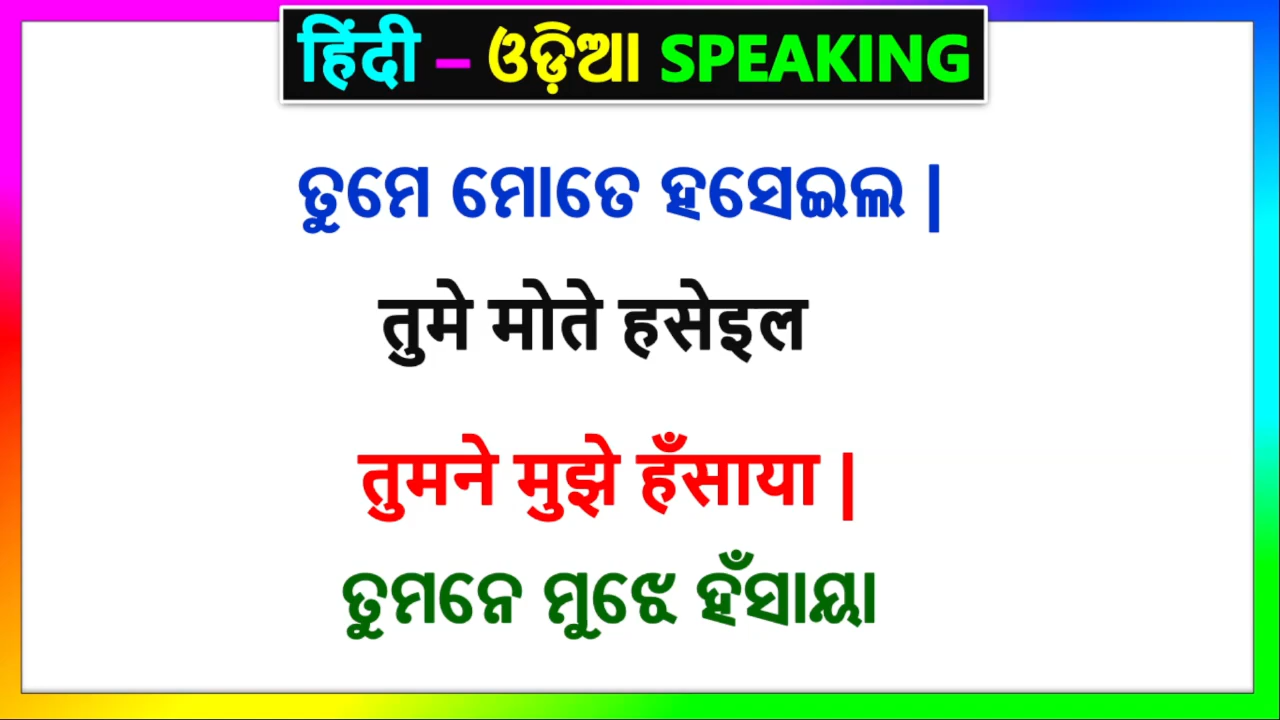 हिंदी – ଓଡ଼ିଆ SPEAKING
ତୁମେ ମୋତେ ହସେଇଲ |
तुमे मोते हसेइल
तुमने मुझे हँसाया |
ତୁମନେ ମୁଝେ ହଁସାୟା